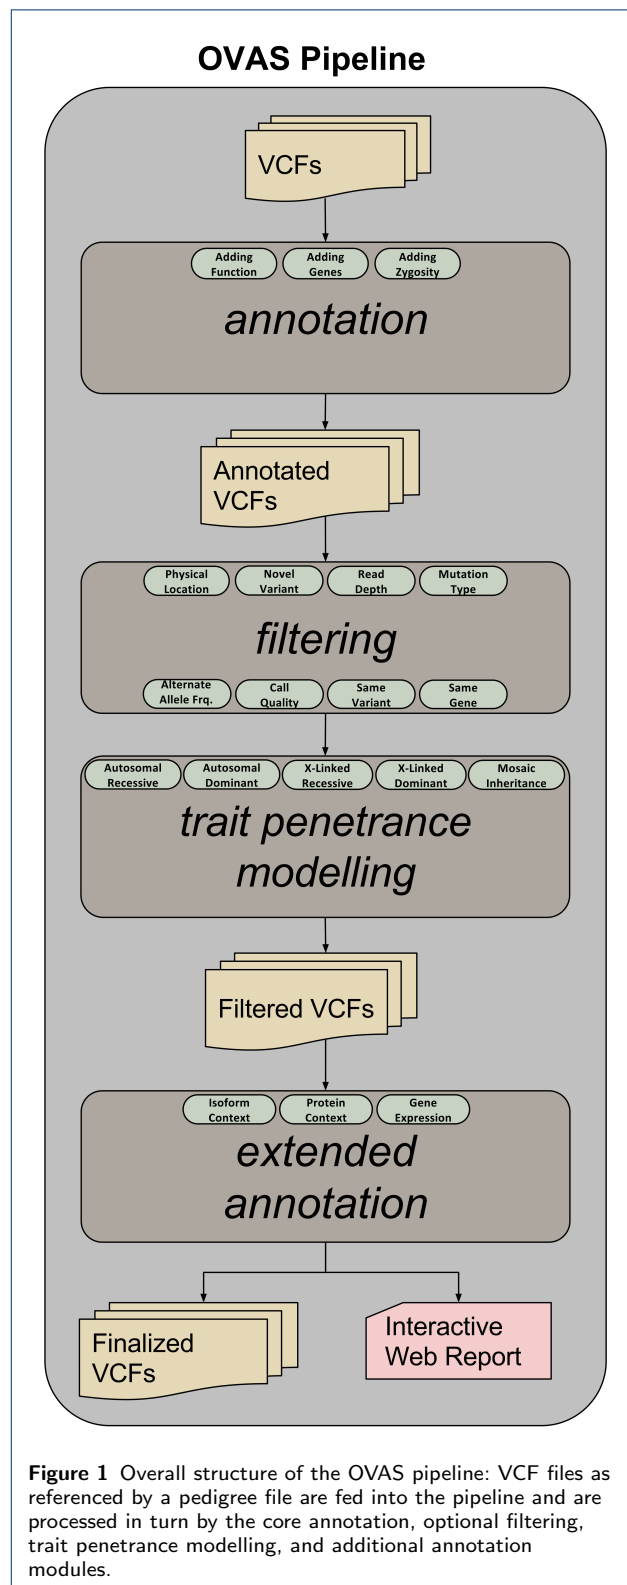 OVAS Pipeline
VCFs
Adding
Function
Adding
Genes
Adding
Zygosity
annotation
Annotated
VCFs
Physical
Location
Novel
Variant
Read
Depth
Mutation
Type
filtering
Alternate
Allele Frq.
Call
Quality
Same
Variant
Same
Gene
Autosomal
Recessive
Autosomal
Dominant
X-Linked
Recessive
X-Linked
Dominant
Mosaic
Inheritance
trait penetrance
modelling
Filtered VCFs
Isoform
Context
Protein
Context
Gene
Expression
extended
annotation
Finalized
VCFs
Interactive
Web Report
Figure 1 Overall structure of the OVAS pipeline: VCF files as
referenced by a pedigree file are fed into the pipeline and are
processed in turn by the core annotation, optional filtering,
trait penetrance modelling, and additional annotation
modules.